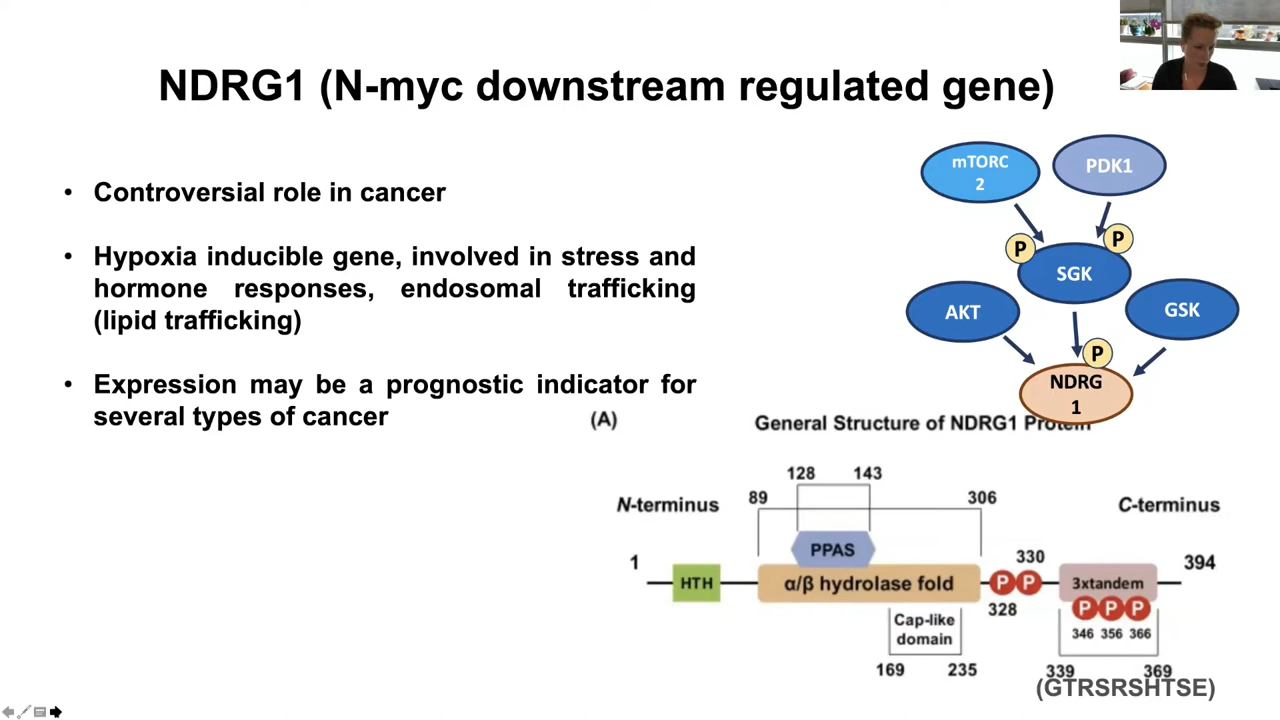 NDRG1 (N-myc downstream regulated gene)
• Controversial role in cancer
• Hypoxia inducible gene, involved in stress and
hormone responses, endosomal trafficking
(lipid trafficking)
• Expression may be a prognostic indicator for
several types of cancer
mTORC
2
PDK1
P
P
SGK
AKT
GSK
P
NDRG
1
(A)
General Structure of NDRG1 Protein
128
143
N-terminus
89
306
C-terminus
PPAS
1
330
394
HTH
α/β hydrolase fold
P P
3xtandem
328
P P P
Cap-like
domain
346 356 366
169
235
339
369
(GTRSRSHTSE)